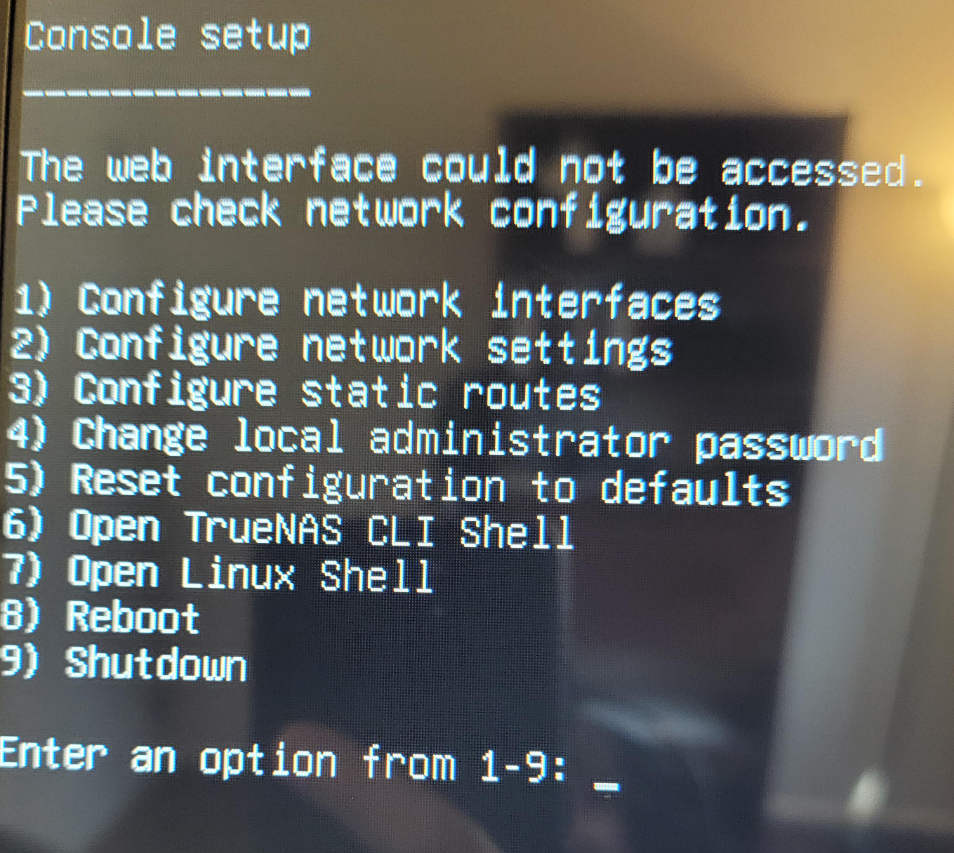 Console setup
-------------
The web interface could not be accessed.
Please check network configuration.
1) Configure network interfaces
2) Configure network settings
3) Configure static routes
4) Change local administrator password
5) Reset configuration to defaults
6) Open TrueNAS CLI Shell
7) Open Linux Shell
8) Reboot
9) Shutdown
Enter an option from 1-9: _